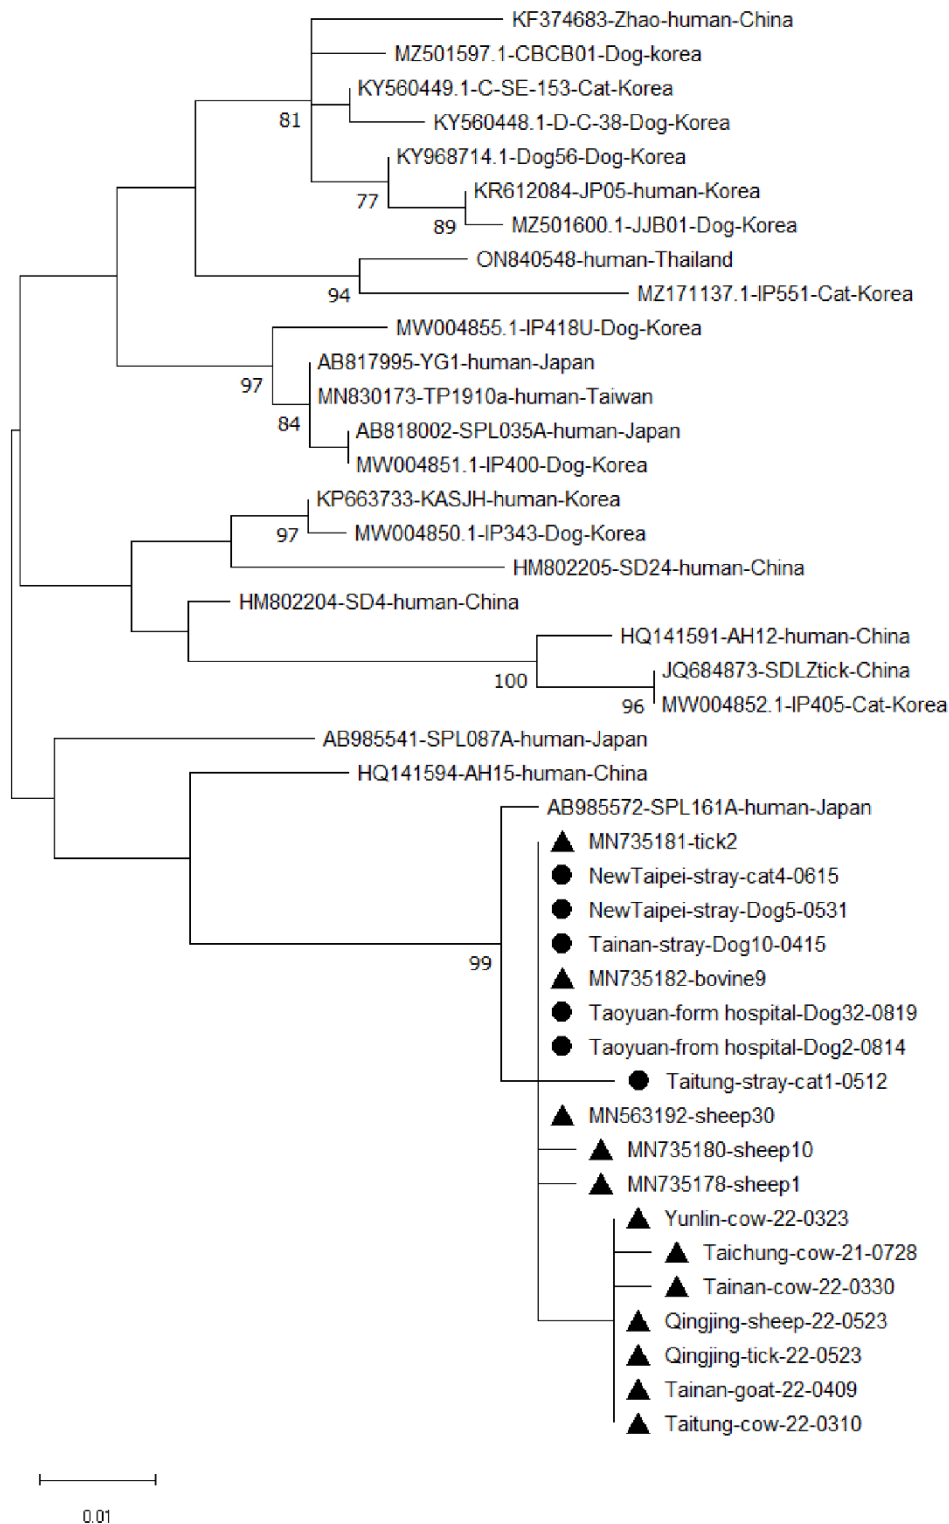 KF374683-Zhao-human-China
MZ501597.1-CBCB01-Dog-korea
KY560449.1-C-SE-153-Cat-Korea
81
KY560448.1-D-C-38-Dog-Korea
KY968714.1-Dog56-Dog-Korea
77
KR612084-JP05-human-Korea
89
MZ501600.1-JJB01-Dog-Korea
ON840548-human-Thailand
94
MZ171137.1-IP551-Cat-Korea
MW004855.1-IP418U-Dog-Korea
AB817995-YG1-human-Japan
97
MN830173-TP1910a-human-Taiwan
84
AB818002-SPL035A-human-Japan
MW004851.1-IP400-Dog-Korea
KP663733-KASJH-human-Korea
97
MW004850.1-IP343-Dog-Korea
HM802205-SD24-human-China
HM802204-SD4-human-China
HQ141591-AH12-human-China
100
JQ684873-SDLZtick-China
96
MW004852.1-IP405-Cat-Korea
AB985541-SPL087A-human-Japan
HQ141594-AH15-human-China
AB985572-SPL161A-human-Japan
MN735181-tick2
NewTaipei-stray-cat4-0615
NewTaipei-stray-Dog5-0531
Tainan-stray-Dog10-0415
99
MN735182-bovine9
Taoyuan-form hospital-Dog32-0819
Taoyuan-from hospital-Dog2-0814
Taitung-stray-cat1-0512
MN563192-sheep30
MN735180-sheep10
MN735178-sheep1
Yunlin-cow-22-0323
Taichung-cow-21-0728
Tainan-cow-22-0330
Qingjing-sheep-22-0523
Qingjing-tick-22-0523
Tainan-goat-22-0409
Taitung-cow-22-0310
0.01